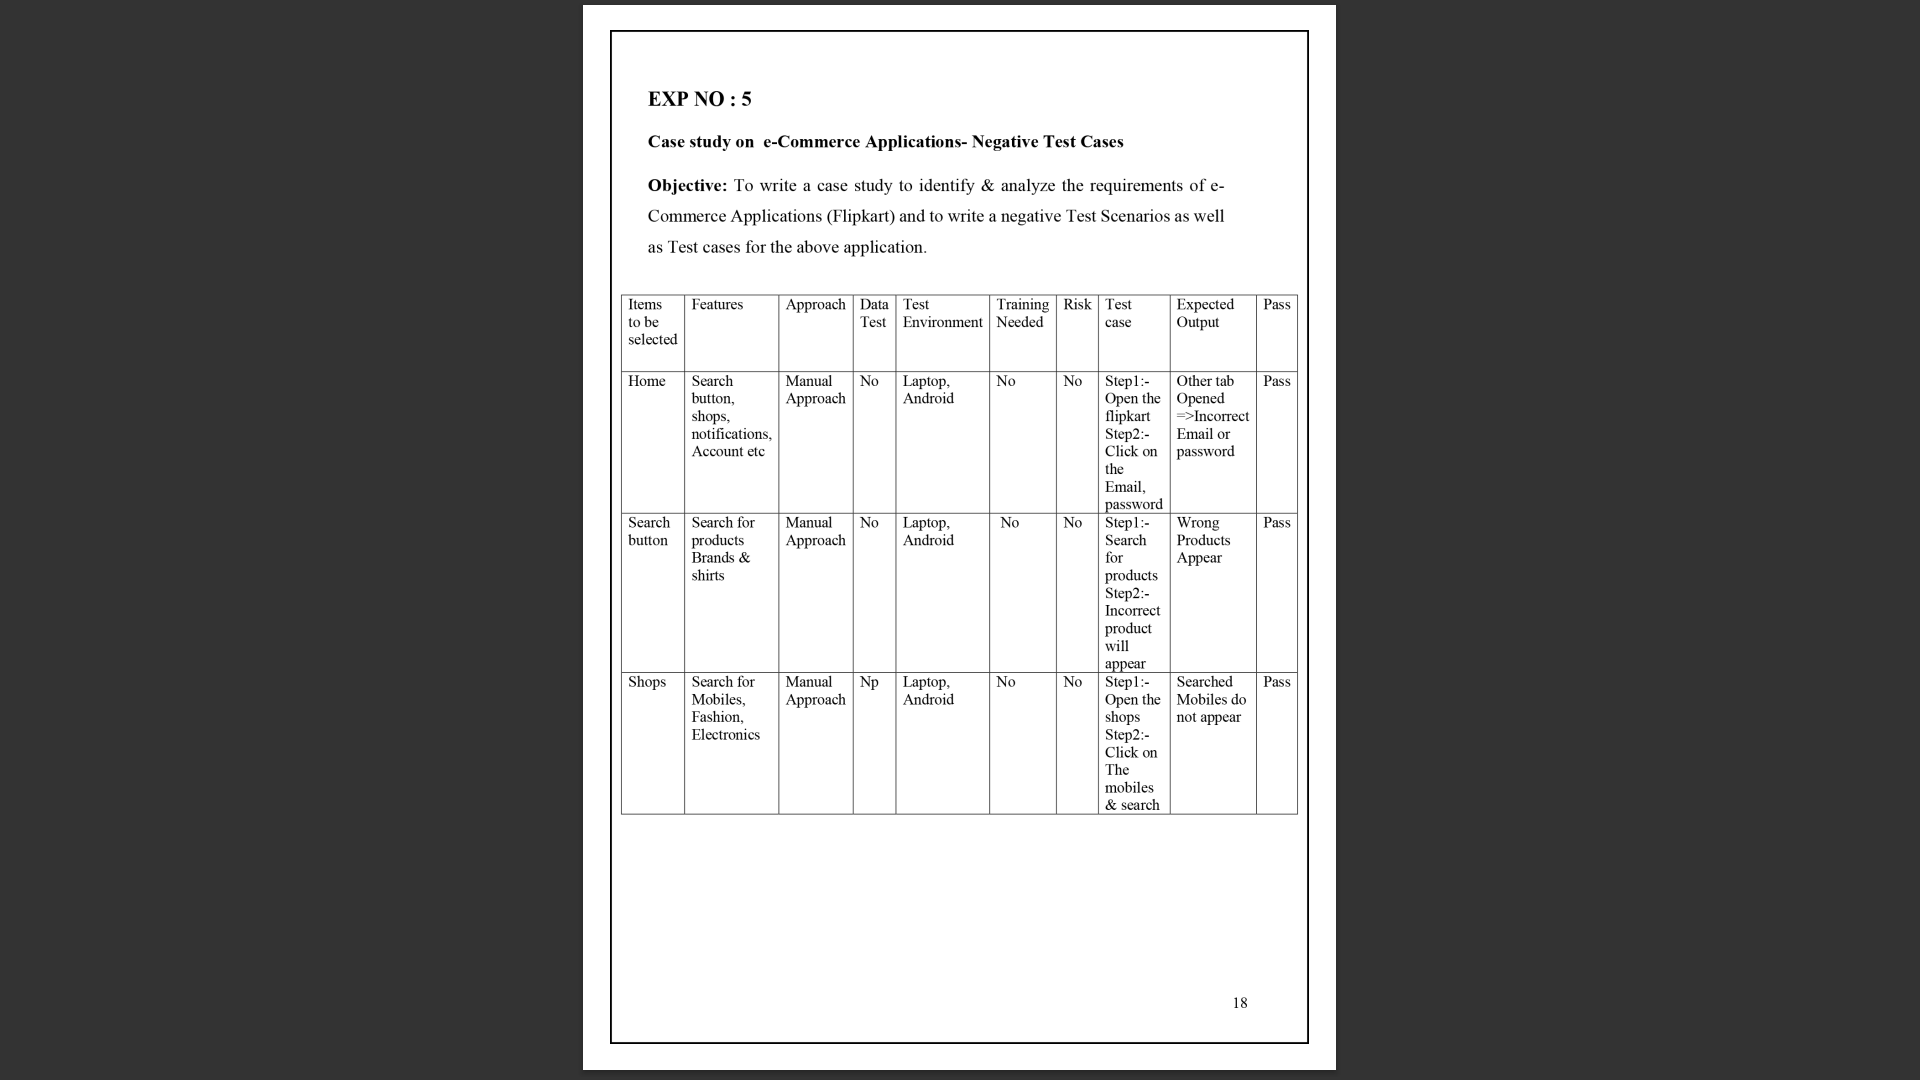 EXP NO : 5
Case study on  e-Commerce Applications- Negative Test Cases
Objective: To write a case study to identify & analyze the requirements of e-
Commerce Applications (Flipkart) and to write a negative Test Scenarios as well
as Test cases for the above application.
Items
to be
selected
Features
Approach
Data
Test
Test
Environment
Training
Needed
Risk
Test
case
Expected
Output
Pass
Home
Search
button,
shops,
notifications,
Account etc
Manual
Approach
No
Laptop,
Android
No
No
Step1:-
Open the
flipkart
Step2:-
Click on
the
Email,
password
Other tab
Opened
=>Incorrect
Email or
password
Pass
Search
button
Search for
products
Brands &
shirts
Manual
Approach
No
Laptop,
Android
No
No
Step1:-
Search
for
products
Step2:-
Incorrect
product
will
appear
Wrong
Products
Appear
Pass
Shops
Search for
Mobiles,
Fashion,
Electronics
Manual
Approach
Np
Laptop,
Android
No
No
Step1:-
Open the
shops
Step2:-
Click on
The
mobiles
& search
Searched
Mobiles do
not appear
Pass
18